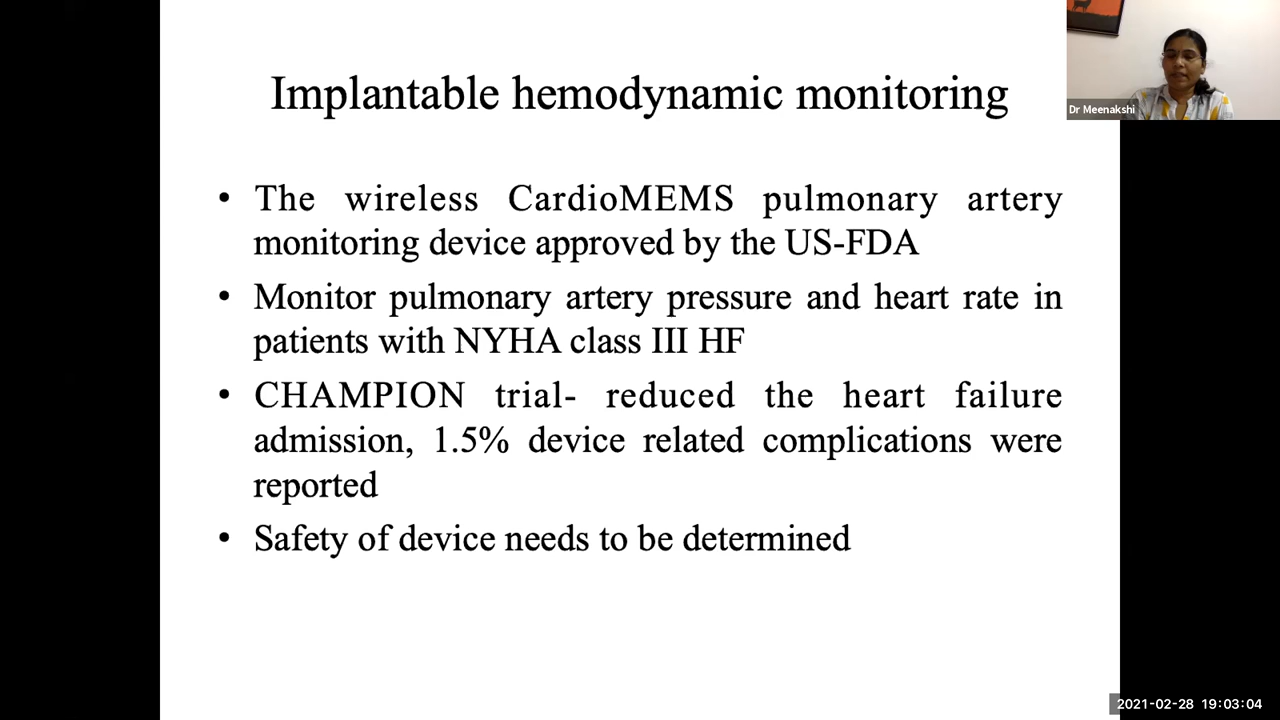 Implantable hemodynamic monitoring
Dr Meenakshi
• The wireless CardioMEMS pulmonary artery
monitoring device approved by the US-FDA
• Monitor pulmonary artery pressure and heart rate in
patients with NYHA class III HF
• CHAMPION trial- reduced the heart failure
admission, 1.5% device related complications were
reported
• Safety of device needs to be determined
2021-02-28 19:03:04